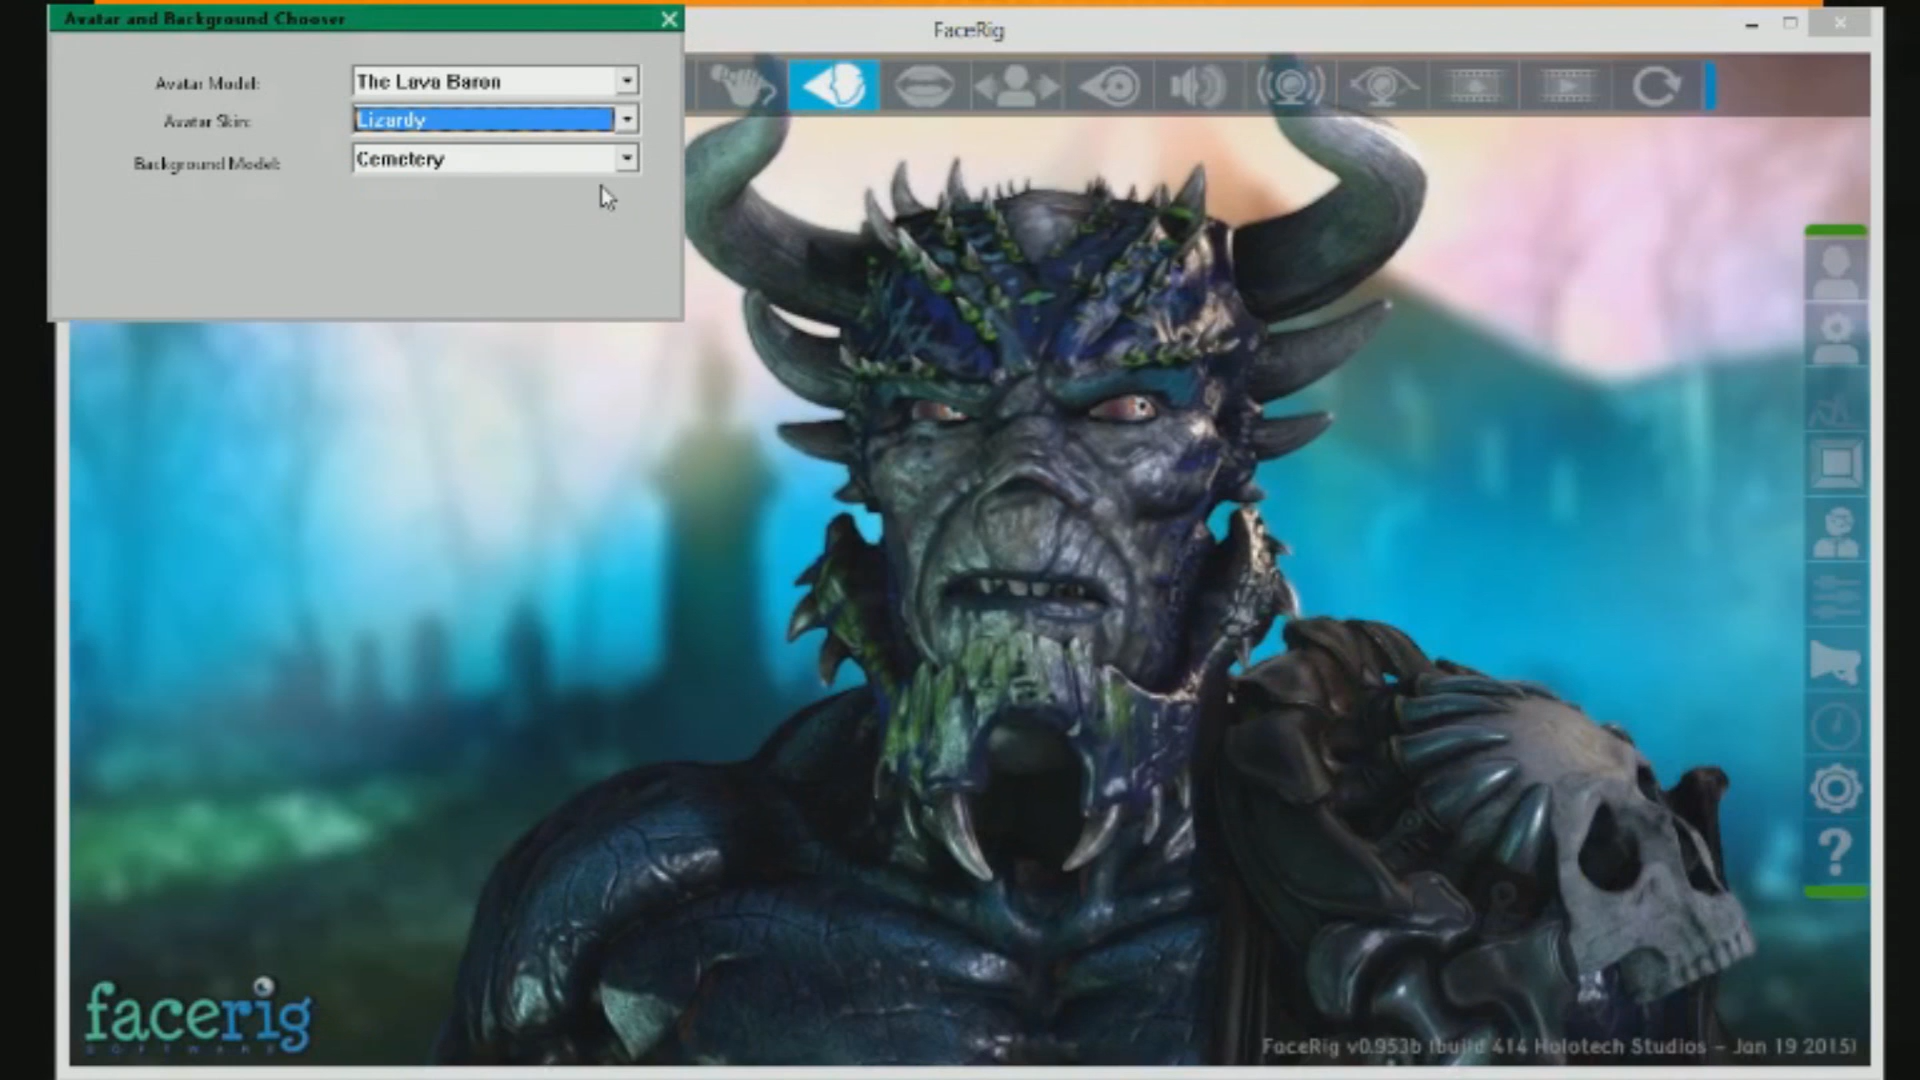 Avatar and Background Chooser
FaceRig
Avatar Model:
The Lava Baron
Avatar Skin:
Lizardy
Background Model:
Cemetery
?
facerig
SOFTWARE
FaceRig v0.953b (build 414 Holotech Studios - Jan 19 2015)